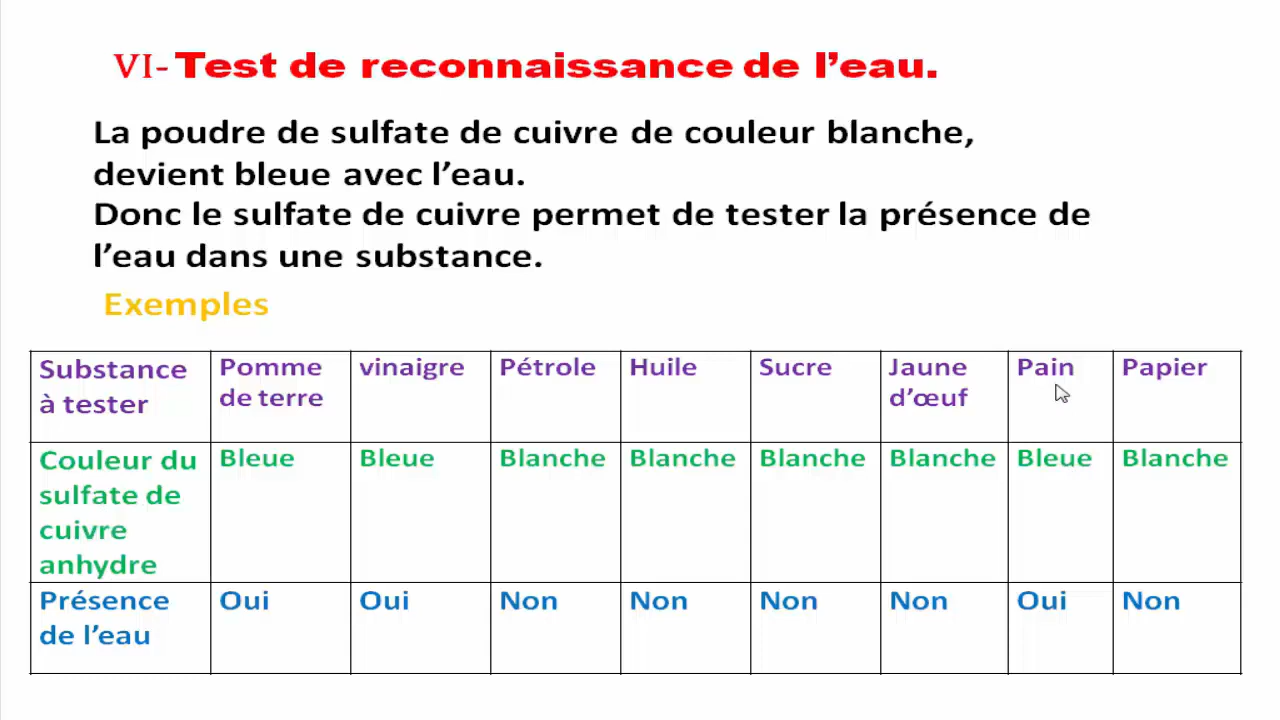 VI- Test de reconnaissance de l’eau.
La poudre de sulfate de cuivre de couleur blanche,
devient bleue avec l’eau.
Donc le sulfate de cuivre permet de tester la présence de
l’eau dans une substance.
Exemples
Substance à tester Pomme de terre vinaigre Pétrole Huile Sucre Jaune d’œuf Pain Papier
Couleur du sulfate de cuivre anhydre Bleue Bleue Blanche Blanche Blanche Blanche Bleue Blanche
Présence de l’eau Oui Oui Non Non Non Non Oui Non